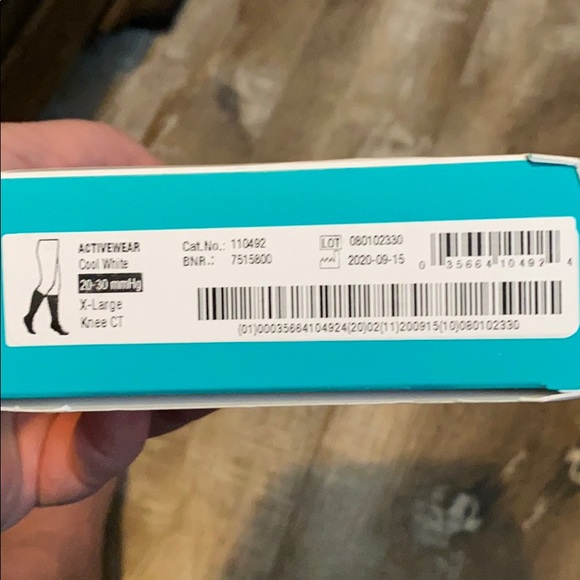 ACTIVEWEAR
Cool White
20-30 mmHg
X-Large
Knee CT
Cat.No.: 110492
BNR.: 7515800
LOT 080102330
2020-09-15
0 35664 10492 4
(01)00035664104924(20)02(11)200915(10)080102330